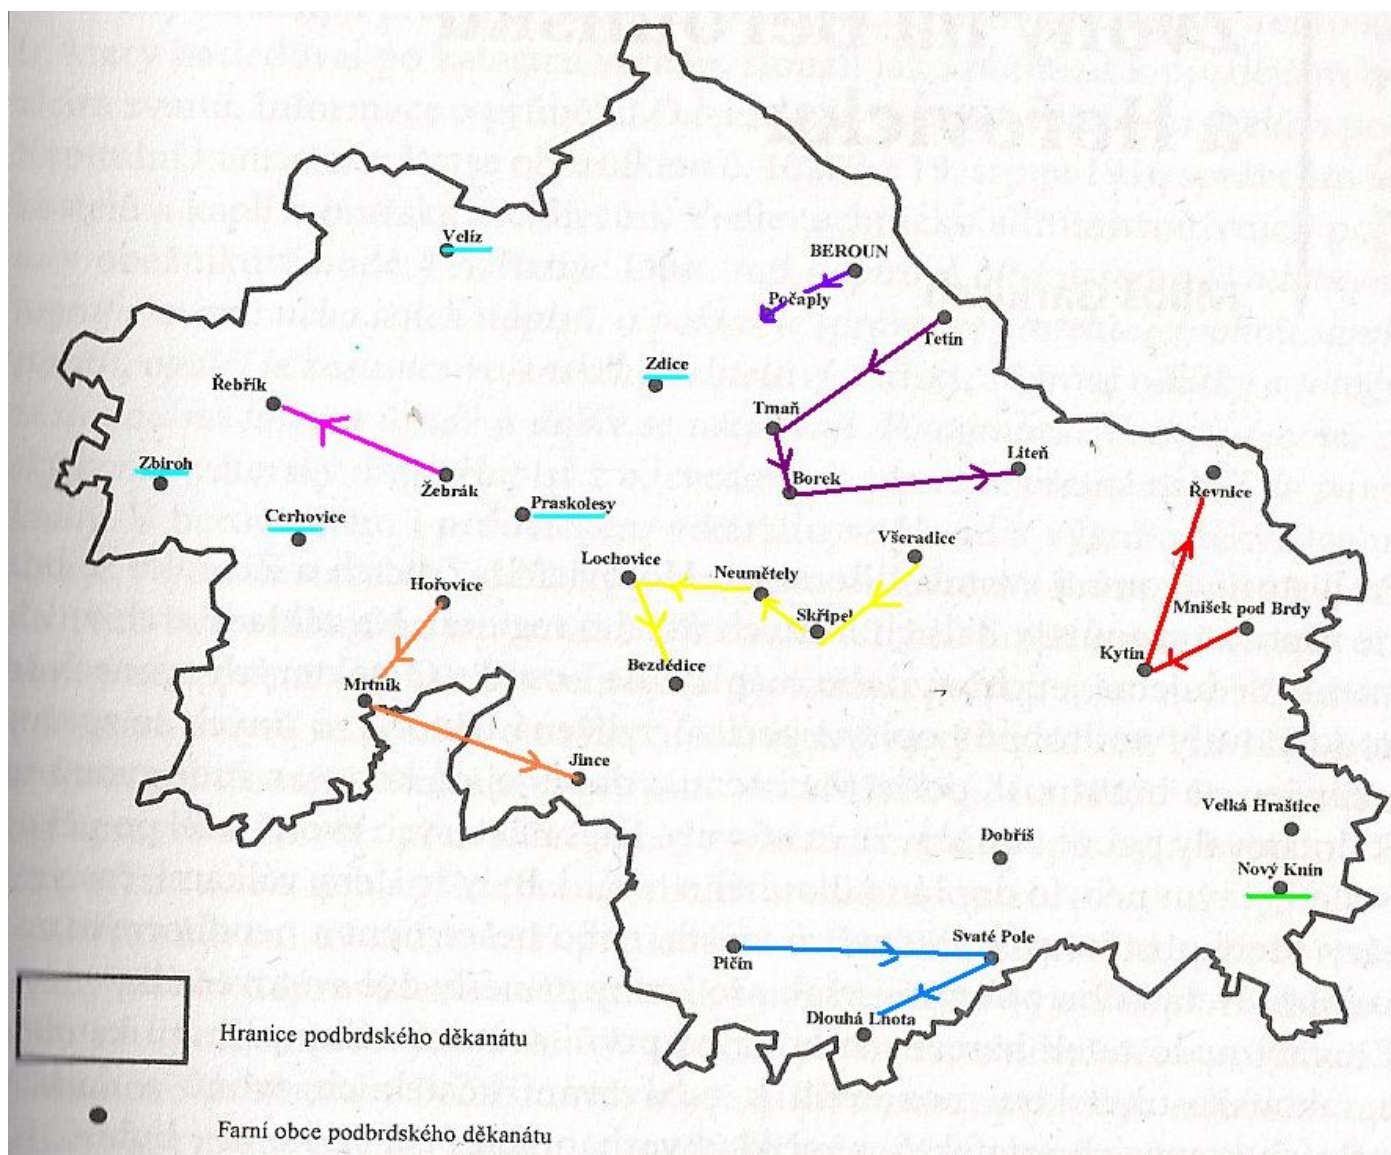 Velíz
BEROUN
Počaply
Tetín
Zdice
Řebřík
Tmaň
Liteň
Zbiroh
Žebrák
Borek
Řevnice
Praskolesy
Cerhovice
Všeradice
Lochovice
Neumětely
Hořovice
Skřipel
Mníšek pod Brdy
Kytín
Bezdědice
Mrtník
Jince
Velká Hraštice
Dobříš
Nový Knín
Svaté Pole
Pičín
Dlouhá Lhota
Hranice podbrdského děkanátu
Farní obce podbrdského děkanátu